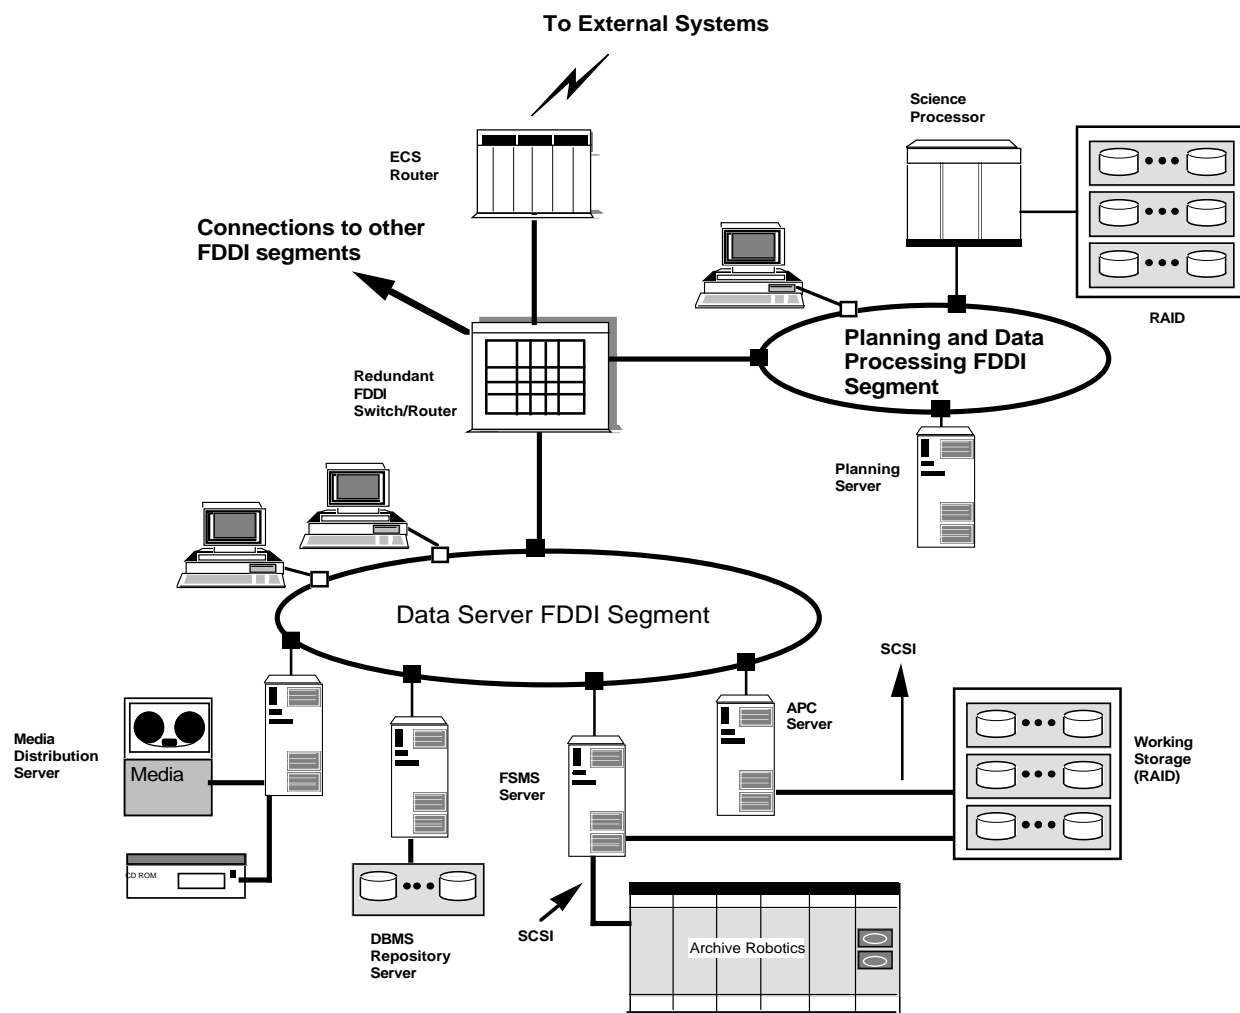 To External Systems
Science
Processor
ECS
Router
Connections to other
FDDI segments
RAID
Planning and Data
Processing FDDI
Segment
Redundant
FDDI
Switch/Router
Planning
Server
Data Server FDDI Segment
SCSI
APC
Server
Media
Distribution
Server
Media
FSMS
Server
Working
Storage
(RAID)
CD ROM
DBMS
Repository
Server
SCSI
Archive Robotics